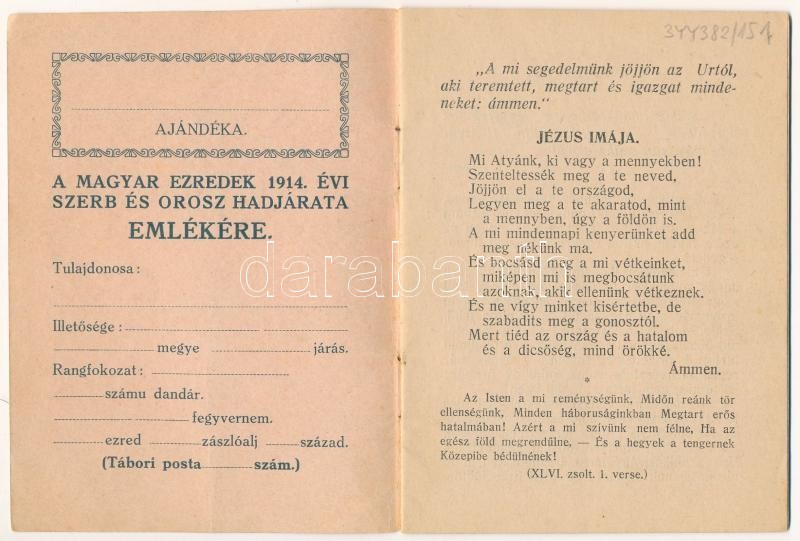 AJÁNDÉKA.
A MAGYAR EZREDEK 1914. ÉVI
SZERB ÉS OROSZ HADJÁRATA
EMLÉKÉRE.
Tulajdonosa:
Illetősége:
megye járás.
Rangfokozat:
számu dandár.
fegyvernem.
ezred zászlóalj század.
(Tábori posta szám.)
344382/151
„A mi segedelmünk jöjjön az Urtól,
aki teremtett, megtart és igazgat minde-
neket: ámmen.“
JÉZUS IMÁJA.
Mi Atyánk, ki vagy a mennyekben!
Szenteltessék meg a te neved,
Jöjjön el a te országod,
Legyen meg a te akaratod, mint
a mennyben, úgy a földön is.
A mi mindennapi kenyerünket add
meg nékünk ma.
És bocsásd meg a mi vétkeinket,
miképen mi is megbocsátunk
azoknak, akik ellenünk vétkeznek.
És ne vígy minket kisértetbe, de
szabadits meg a gonosztól.
Mert tiéd az ország és a hatalom
és a dicsőség, mind örökké.
Ámmen.
*
Az Isten a mi reménységünk, Midőn reánk tör
ellenségünk, Minden háboruságinkban Megtart erős
hatalmában! Azért a mi szívünk nem félne, Ha az
egész föld megrendülne, — És a hegyek a tengernek
Közepibe bédülnének!
(XLVI. zsolt. 1. verse.)
darabanth